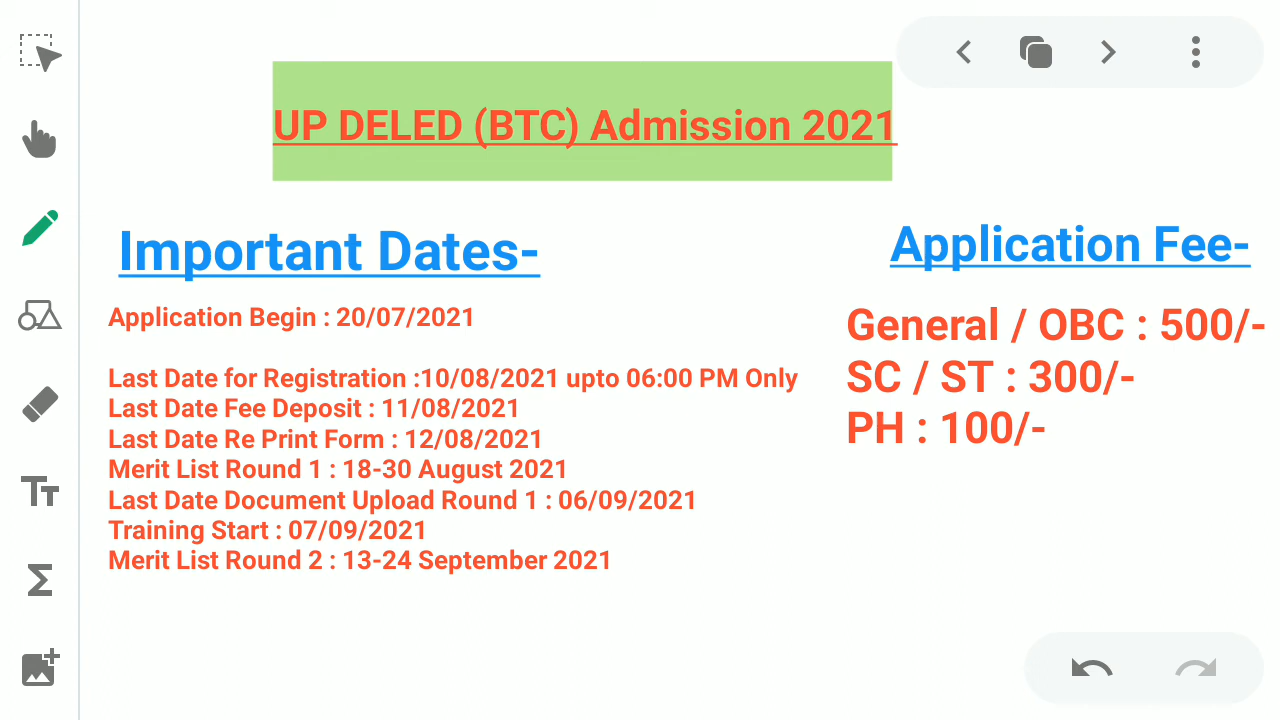 UP DELED (BTC) Admission 2021
Important Dates-
Application Begin : 20/07/2021
Last Date for Registration :10/08/2021 upto 06:00 PM Only
Last Date Fee Deposit : 11/08/2021
Last Date Re Print Form : 12/08/2021
Merit List Round 1 : 18-30 August 2021
Last Date Document Upload Round 1 : 06/09/2021
Training Start : 07/09/2021
Merit List Round 2 : 13-24 September 2021
Application Fee-
General / OBC : 500/-
SC / ST : 300/-
PH : 100/-